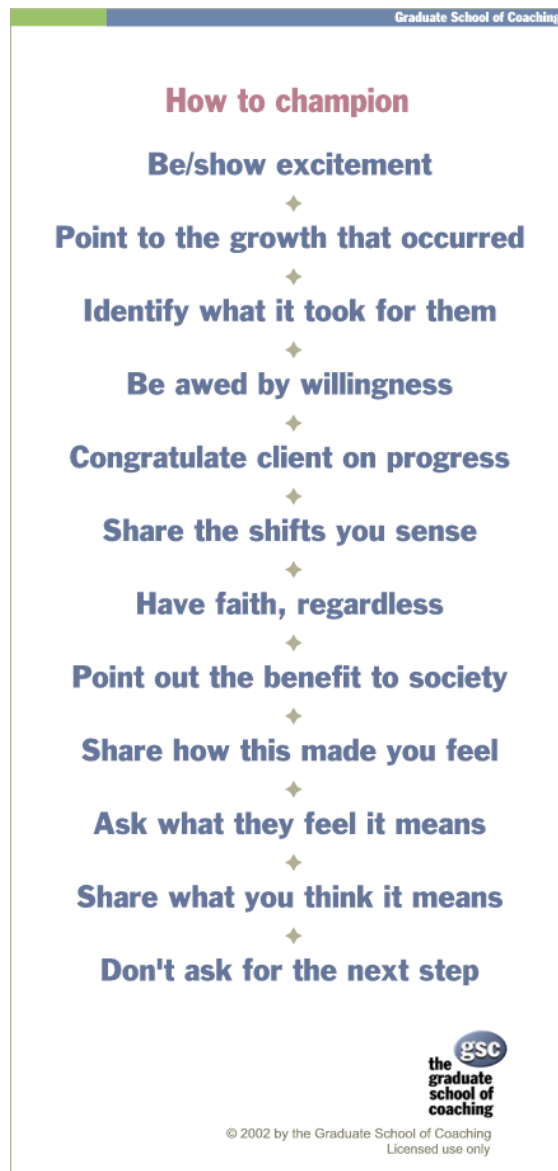 Graduate School of Coaching
How to champion
Be/show excitement
Point to the growth that occurred
Identify what it took for them
Be awed by willingness
Congratulate client on progress
Share the shifts you sense
Have faith, regardless
Point out the benefit to society
Share how this made you feel
Ask what they feel it means
Share what you think it means
Don't ask for the next step
gsc
the
graduate
school of
coaching
© 2002 by the Graduate School of Coaching
Licensed use only